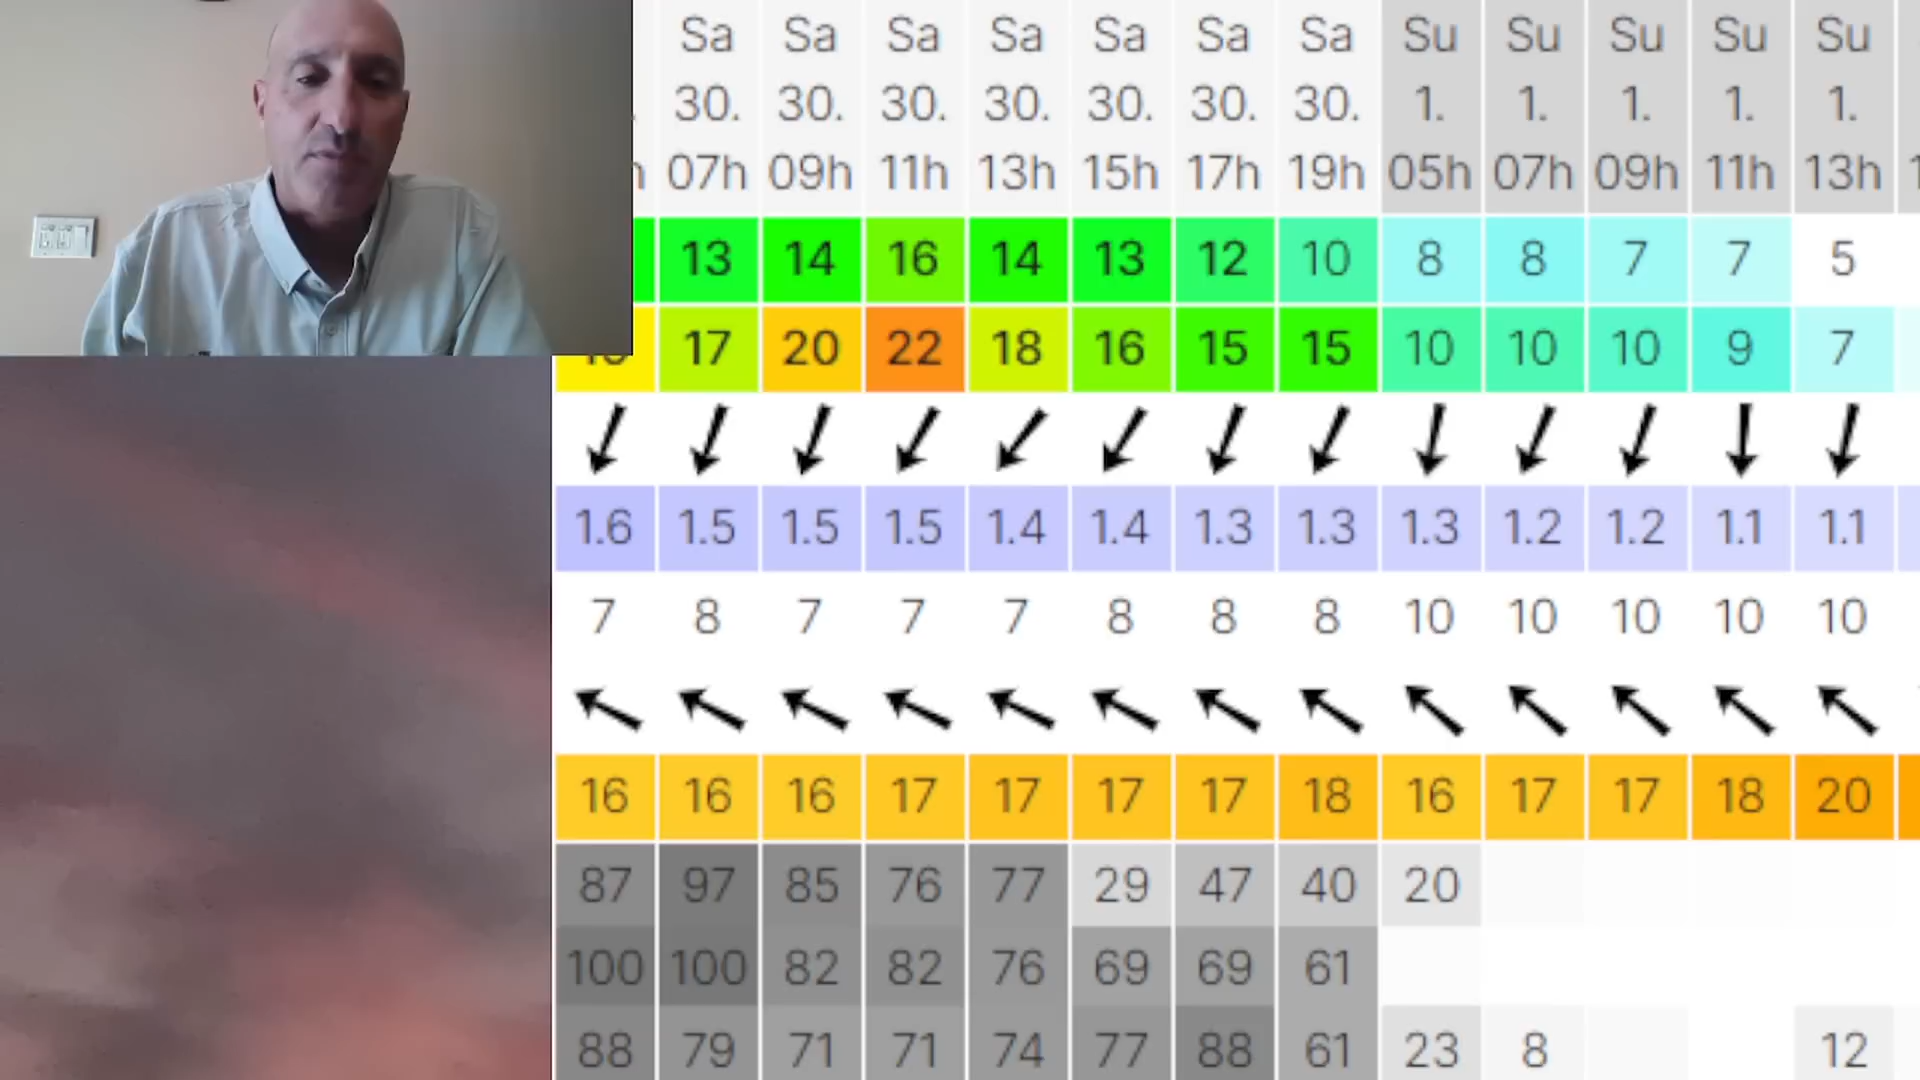 Sa Sa Sa Sa Sa Sa Sa Su Su Su Su Su
30. 30. 30. 30. 30. 30. 30. 1. 1. 1. 1. 1.
07h 09h 11h 13h 15h 17h 19h 05h 07h 09h 11h 13h
13 14 16 14 13 12 10 8 8 7 7 5
17 20 22 18 16 15 15 10 10 10 9 7
1.6 1.5 1.5 1.5 1.4 1.4 1.3 1.3 1.3 1.2 1.2 1.1 1.1
7 8 7 7 7 8 8 8 10 10 10 10 10
16 16 16 17 17 17 17 18 16 17 17 18 20
87 97 85 76 77 29 47 40 20
100 100 82 82 76 69 69 61
88 79 71 71 74 77 88 61 23 8 12